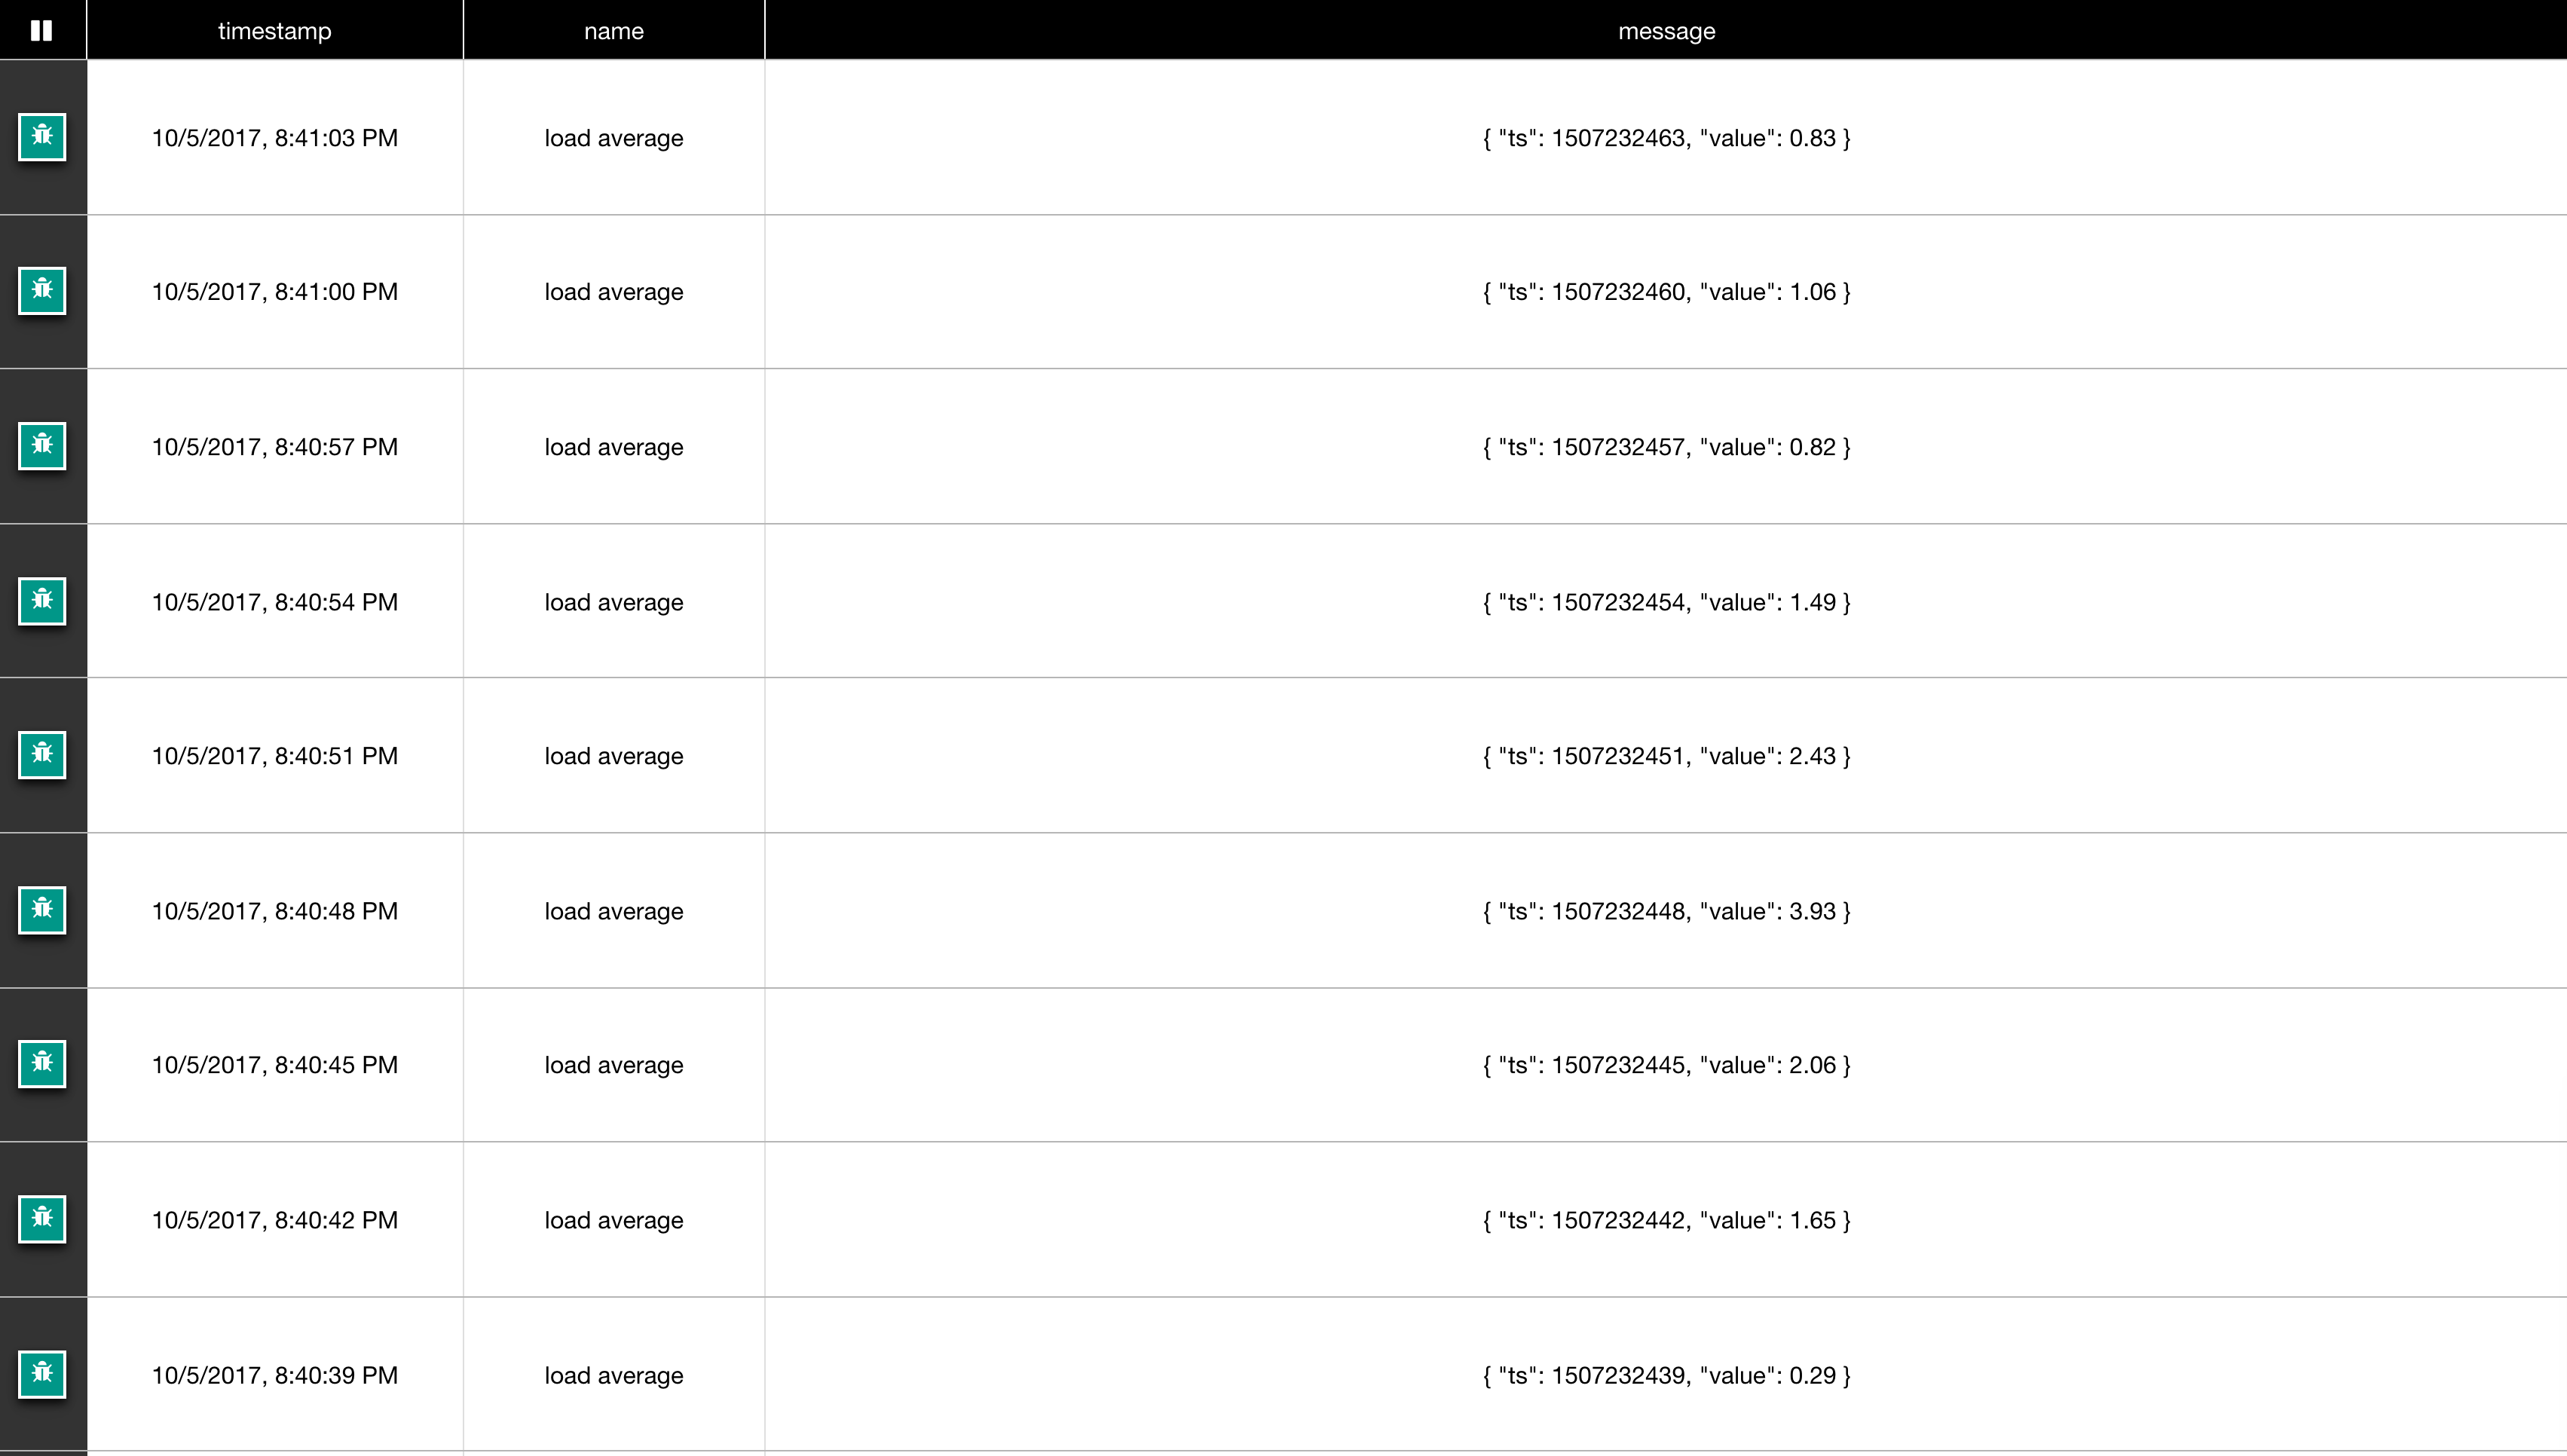 timestamp name message
10/5/2017, 8:41:03 PM load average { "ts": 1507232463, "value": 0.83 }
10/5/2017, 8:41:00 PM load average { "ts": 1507232460, "value": 1.06 }
10/5/2017, 8:40:57 PM load average { "ts": 1507232457, "value": 0.82 }
10/5/2017, 8:40:54 PM load average { "ts": 1507232454, "value": 1.49 }
10/5/2017, 8:40:51 PM load average { "ts": 1507232451, "value": 2.43 }
10/5/2017, 8:40:48 PM load average { "ts": 1507232448, "value": 3.93 }
10/5/2017, 8:40:45 PM load average { "ts": 1507232445, "value": 2.06 }
10/5/2017, 8:40:42 PM load average { "ts": 1507232442, "value": 1.65 }
10/5/2017, 8:40:39 PM load average { "ts": 1507232439, "value": 0.29 }